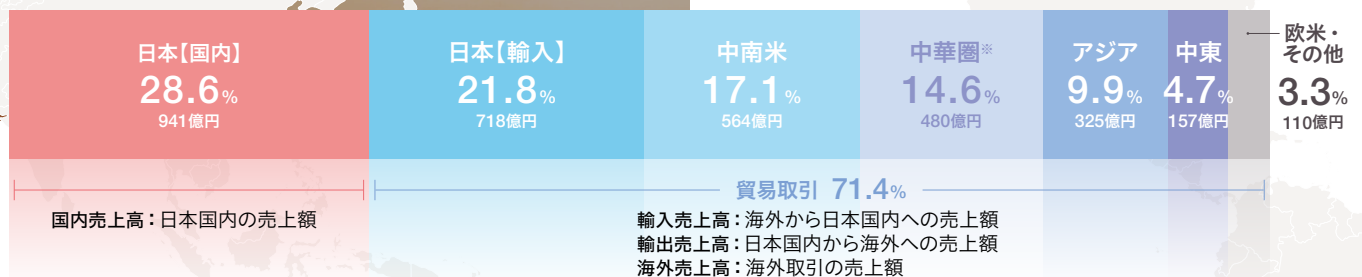 日本【国内】
28.6%
941億円
日本【輸入】
21.8%
718億円
中南米
17.1%
564億円
中華圏※
14.6%
480億円
アジア
9.9%
325億円
中東
4.7%
157億円
欧米・
その他
3.3%
110億円
貿易取引 71.4%
国内売上高：日本国内の売上額
輸入売上高：海外から日本国内への売上額
輸出売上高：日本国内から海外への売上額
海外売上高：海外取引の売上額